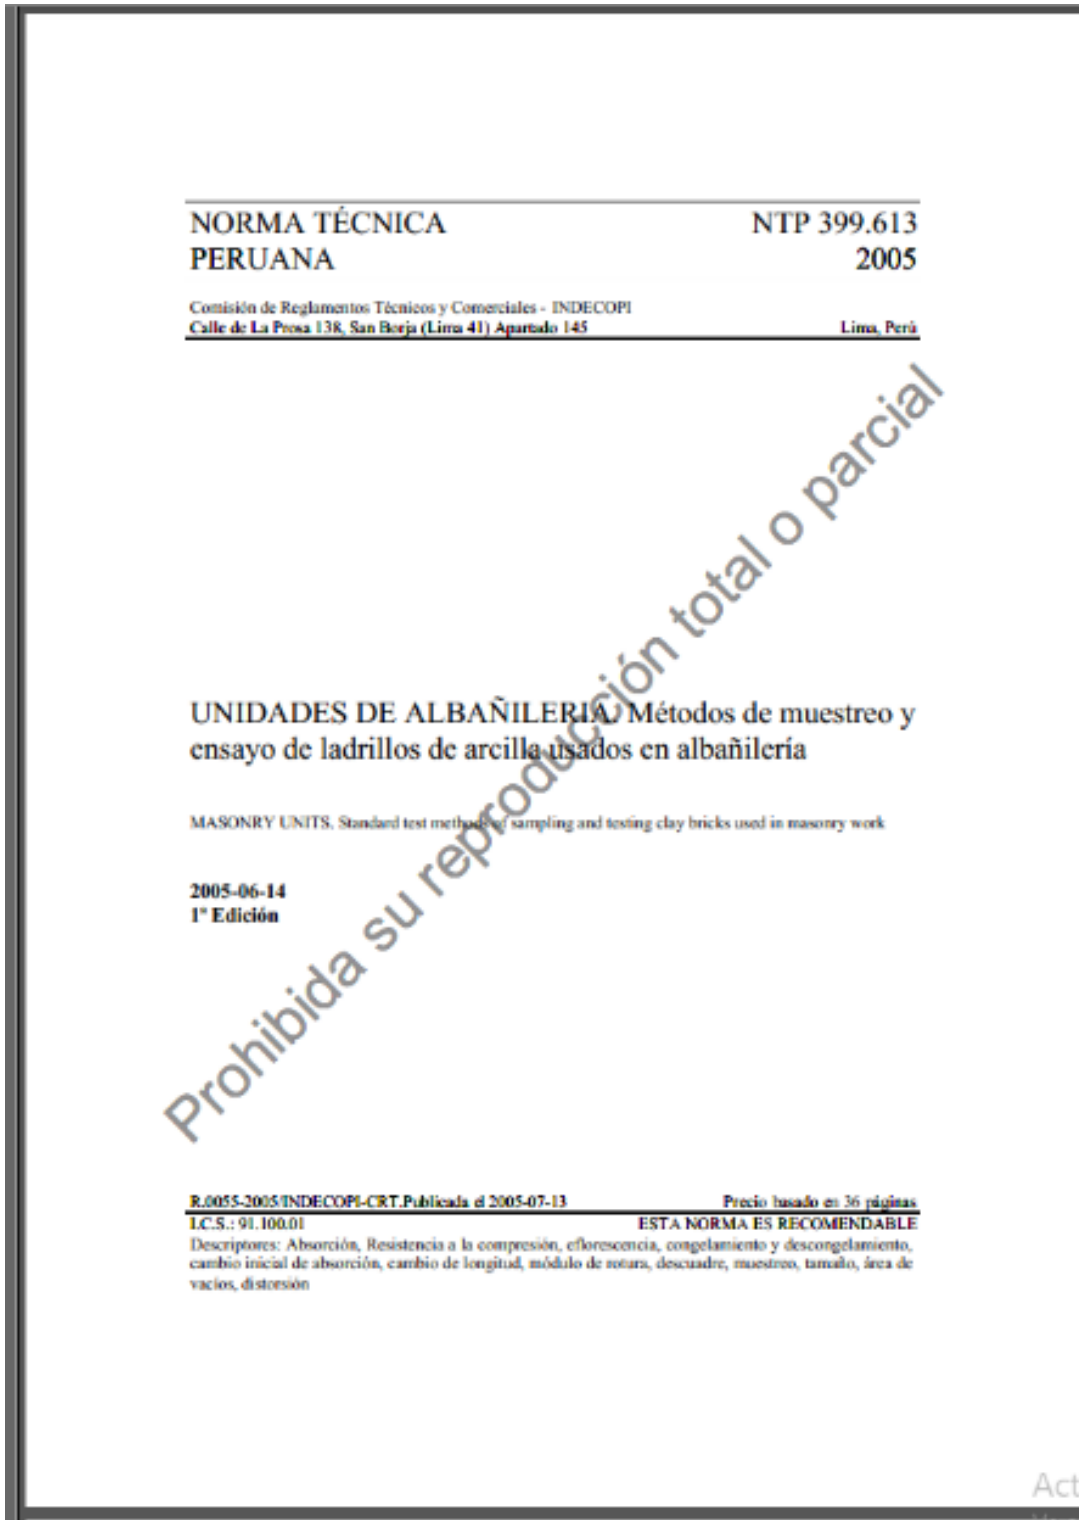 NORMA TÉCNICA NTP 399.613
PERUANA 2005
Comisión de Reglamentos Técnicos y Comerciales - INDECOPI
Calle de La Prosa 138, San Borja (Lima 41) Apartado 145 Lima, Perú
Prohibida su reproducción total o parcial
UNIDADES DE ALBAÑILERIA. Métodos de muestreo y
ensayo de ladrillos de arcilla usados en albañilería
MASONRY UNITS. Standard test methods of sampling and testing clay bricks used in masonry work
2005-06-14
1ª Edición
R.0055-2005/INDECOPI-CRT.Publicada el 2005-07-13 Precio basado en 36 páginas
I.C.S.: 91.100.01 ESTA NORMA ES RECOMENDABLE
Descriptores: Absorción, Resistencia a la compresión, eflorescencia, congelamiento y descongelamiento,
cambio inicial de absorción, cambio de longitud, módulo de rotura, descuadre, muestreo, tamaño, área de
vacíos, distorsión
Act